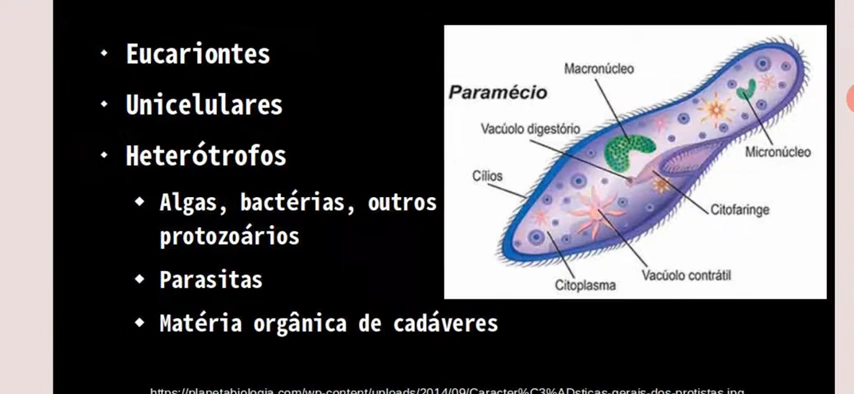 Eucariontes
Unicelulares
Heterótrofos
Algas, bactérias, outros
protozoários
Parasitas
Matéria orgânica de cadáveres
Paramécio
Macronúcleo
Vacúolo digestório
Micronúcleo
Cílios
Citofaringe
Vacúolo contrátil
Citoplasma
https://planetabiologia.com/wp-content/uploads/2014/09/Caracter%C3%ADsticas-gerais-dos-protistas.jpg